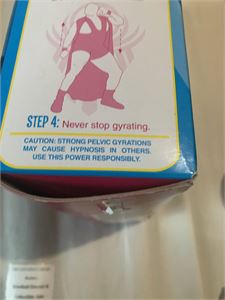 STEP 4: Never stop gyrating.
CAUTION: STRONG PELVIC GYRATIONS
MAY CAUSE HYPNOSIS IN OTHERS.
USE THIS POWER RESPONSIBLY.